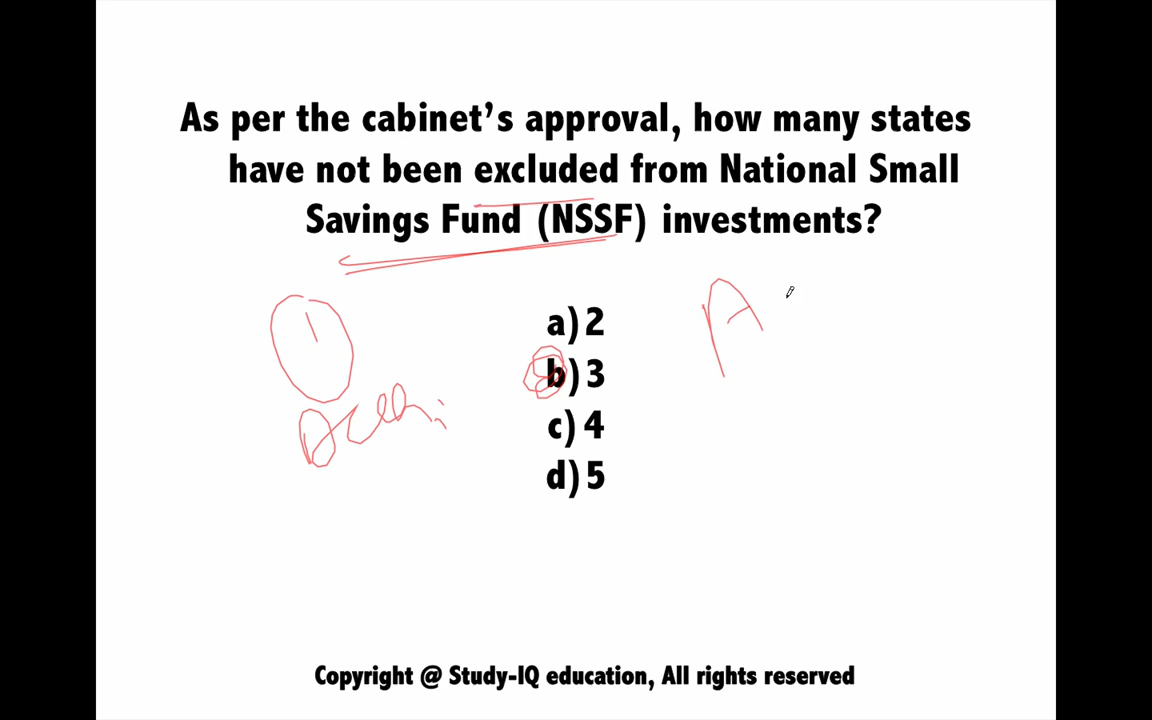 As per the cabinet's approval, how many states
have not been excluded from National Small
Savings Fund (NSSF) investments?
a) 2
b) 3
c) 4
d) 5
Delhi
A
Copyright @ Study-IQ education, All rights reserved